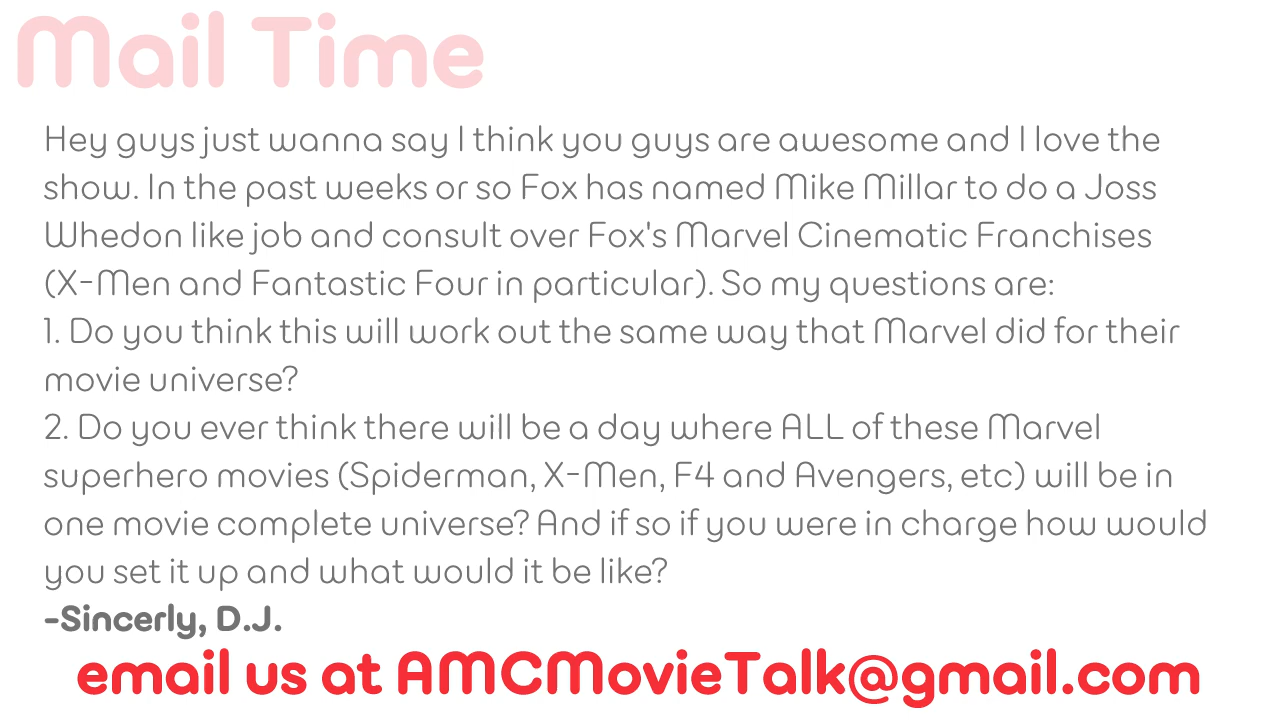 Mail Time
Hey guys just wanna say I think you guys are awesome and I love the
show. In the past weeks or so Fox has named Mike Millar to do a Joss
Whedon like job and consult over Fox's Marvel Cinematic Franchises
(X-Men and Fantastic Four in particular). So my questions are:
1. Do you think this will work out the same way that Marvel did for their
movie universe?
2. Do you ever think there will be a day where ALL of these Marvel
superhero movies (Spiderman, X-Men, F4 and Avengers, etc) will be in
one movie complete universe? And if so if you were in charge how would
you set it up and what would it be like?
-Sincerly, D.J.
email us at AMCMovieTalk@gmail.com